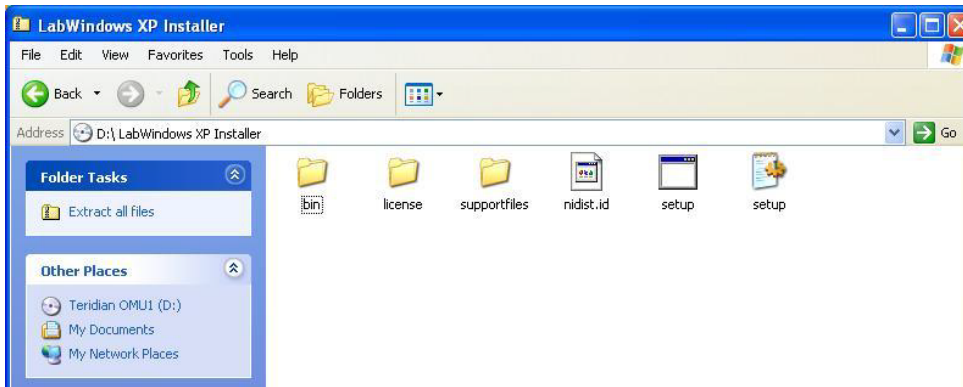 LabWindows XP Installer
File Edit View Favorites Tools Help
Back Search Folders
Address D:\ LabWindows XP Installer Go
Folder Tasks
Extract all files
Other Places
Teridian OMU1 (D:)
My Documents
My Network Places
bin license supportfiles nidist.id setup setup